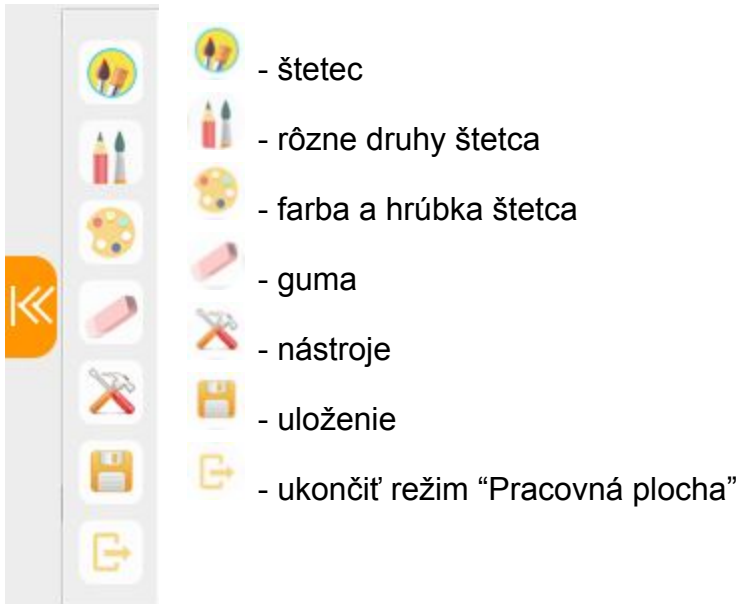 - štetec
- rôzne druhy štetca
- farba a hrúbka štetca
- guma
- nástroje
- uloženie
- ukončiť režim “Pracovná plocha”